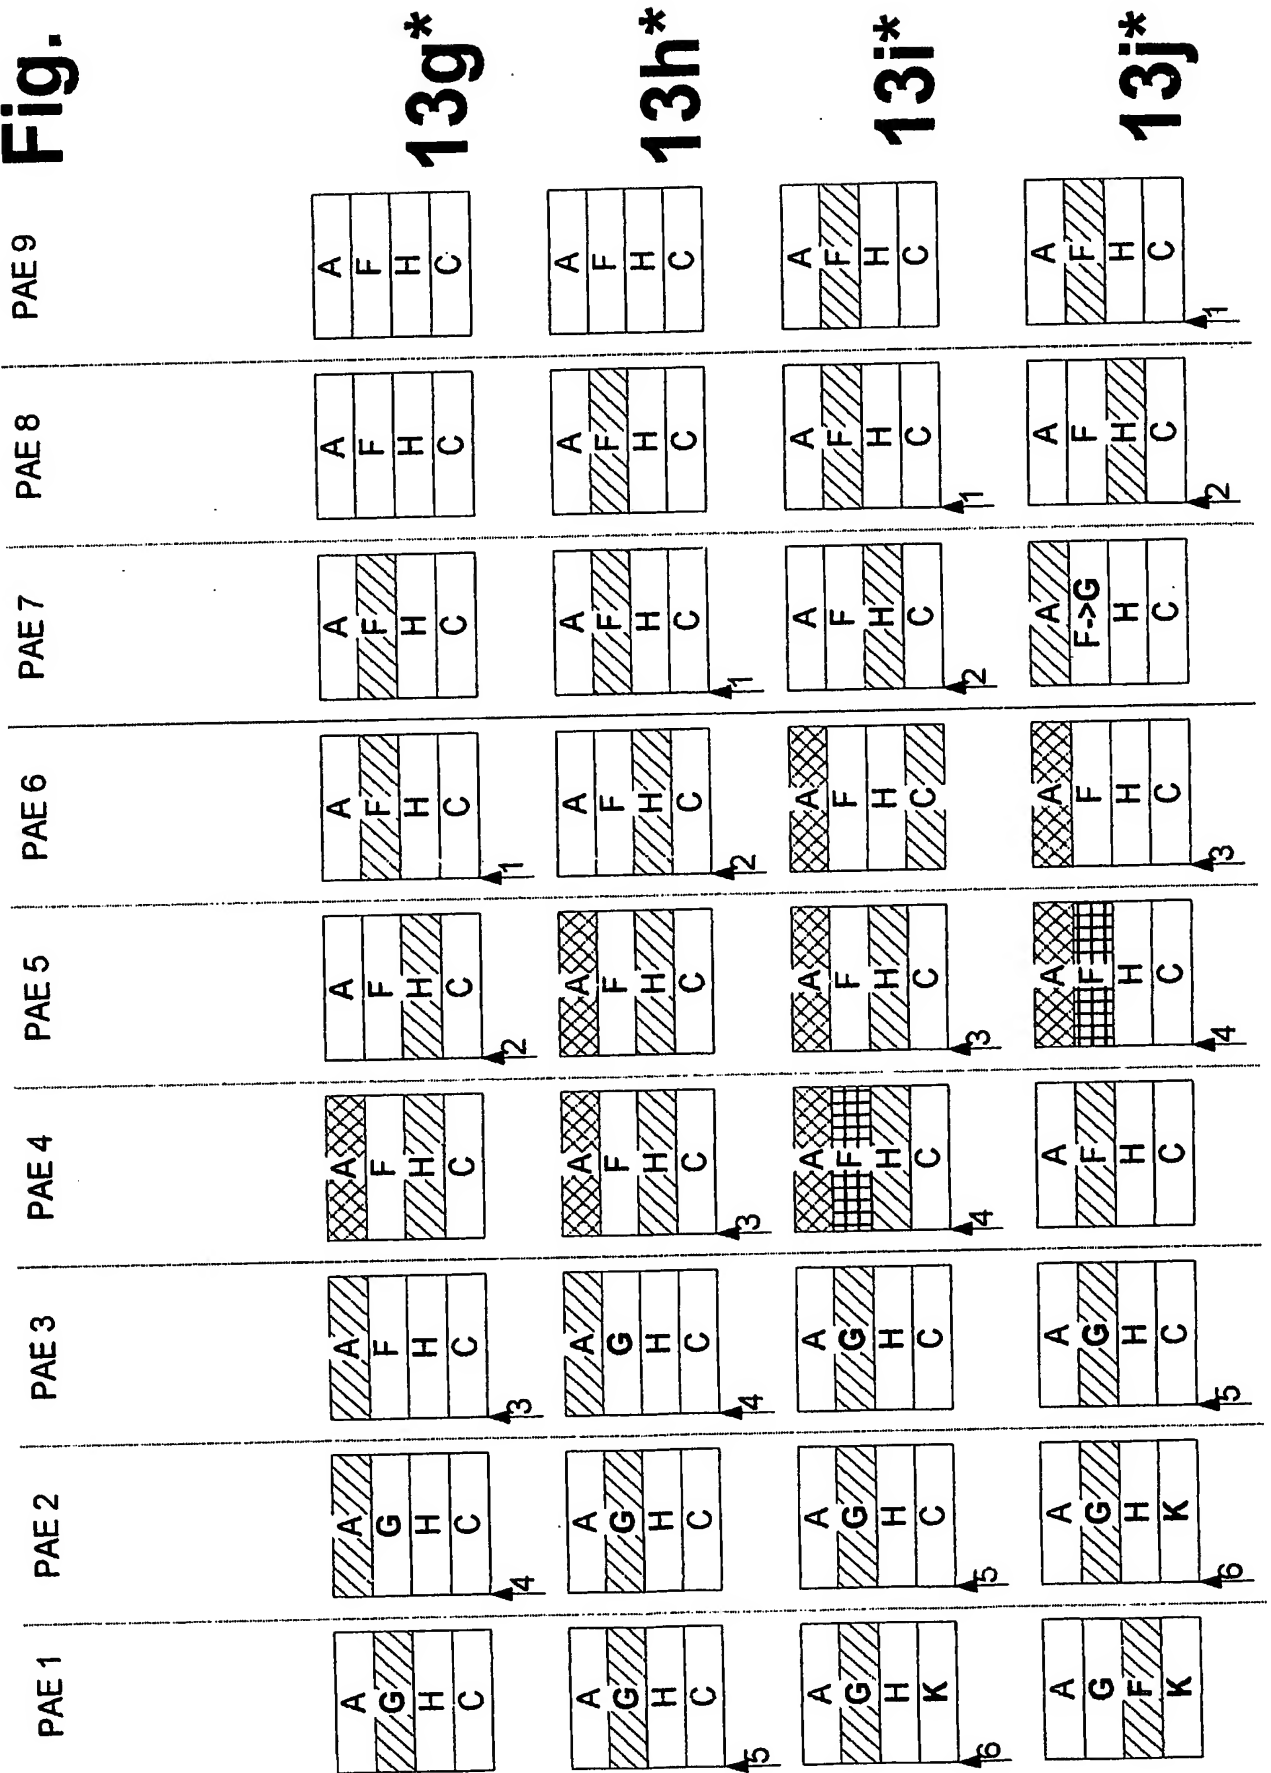 PAE 1 PAE 2 PAE 3 PAE 4 PAE 5 PAE 6 PAE 7 PAE 8 PAE 9 Fig.
A A A A A A A A A
G G F F F F F F F
H H H H H H H H H
C C C C C C C C C
4 3 2 1
13g*
A A A A A A A A A
G G G F F F F F F
H H H H H H H H H
C C C C C C C C C
5 4 3 2 1
13h*
A A A A A A A A A
G G G F F F F F F
H H H H H H H H H
K C C C C C C C C
6 5 4 3 2 1
13i*
A A A A A A A A A
G G G F F F F->G F F
F H H H H H H H H
K K C C C C C C C
6 5 4 3 2 1
13j*